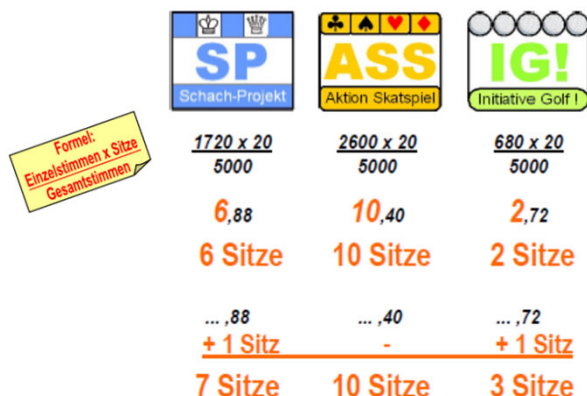 SP ASS IG!
Schach-Projekt Aktion Skatspiel Initiative Golf !
Formel:
Einzelstimmen x Sitze
Gesamtstimmen
1720 x 20 2600 x 20 680 x 20
5000 5000 5000
6,88 10,40 2,72
6 Sitze 10 Sitze 2 Sitze
... ,88 ... ,40 ... ,72
+ 1 Sitz - + 1 Sitz
7 Sitze 10 Sitze 3 Sitze